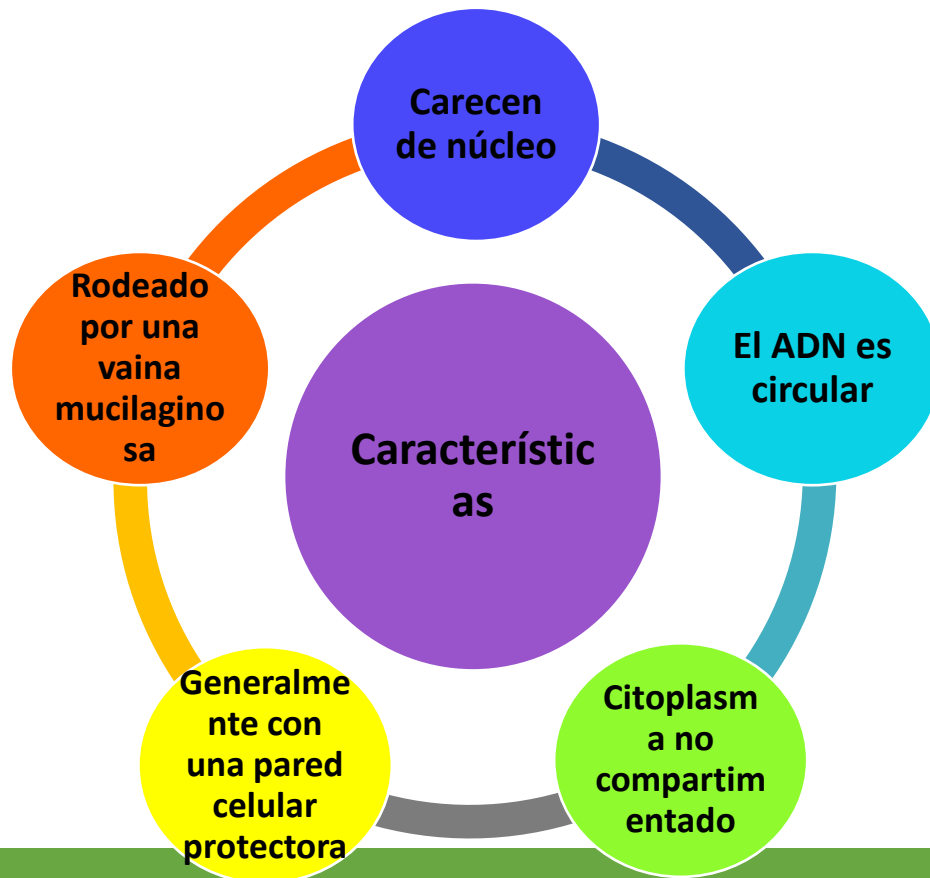 Carecen
de núcleo
El ADN es
circular
Citoplasm
a no
compartim
entado
Generalme
nte con
una pared
celular
protectora
Rodeado
por una
vaina
mucilagino
sa
Característic
as